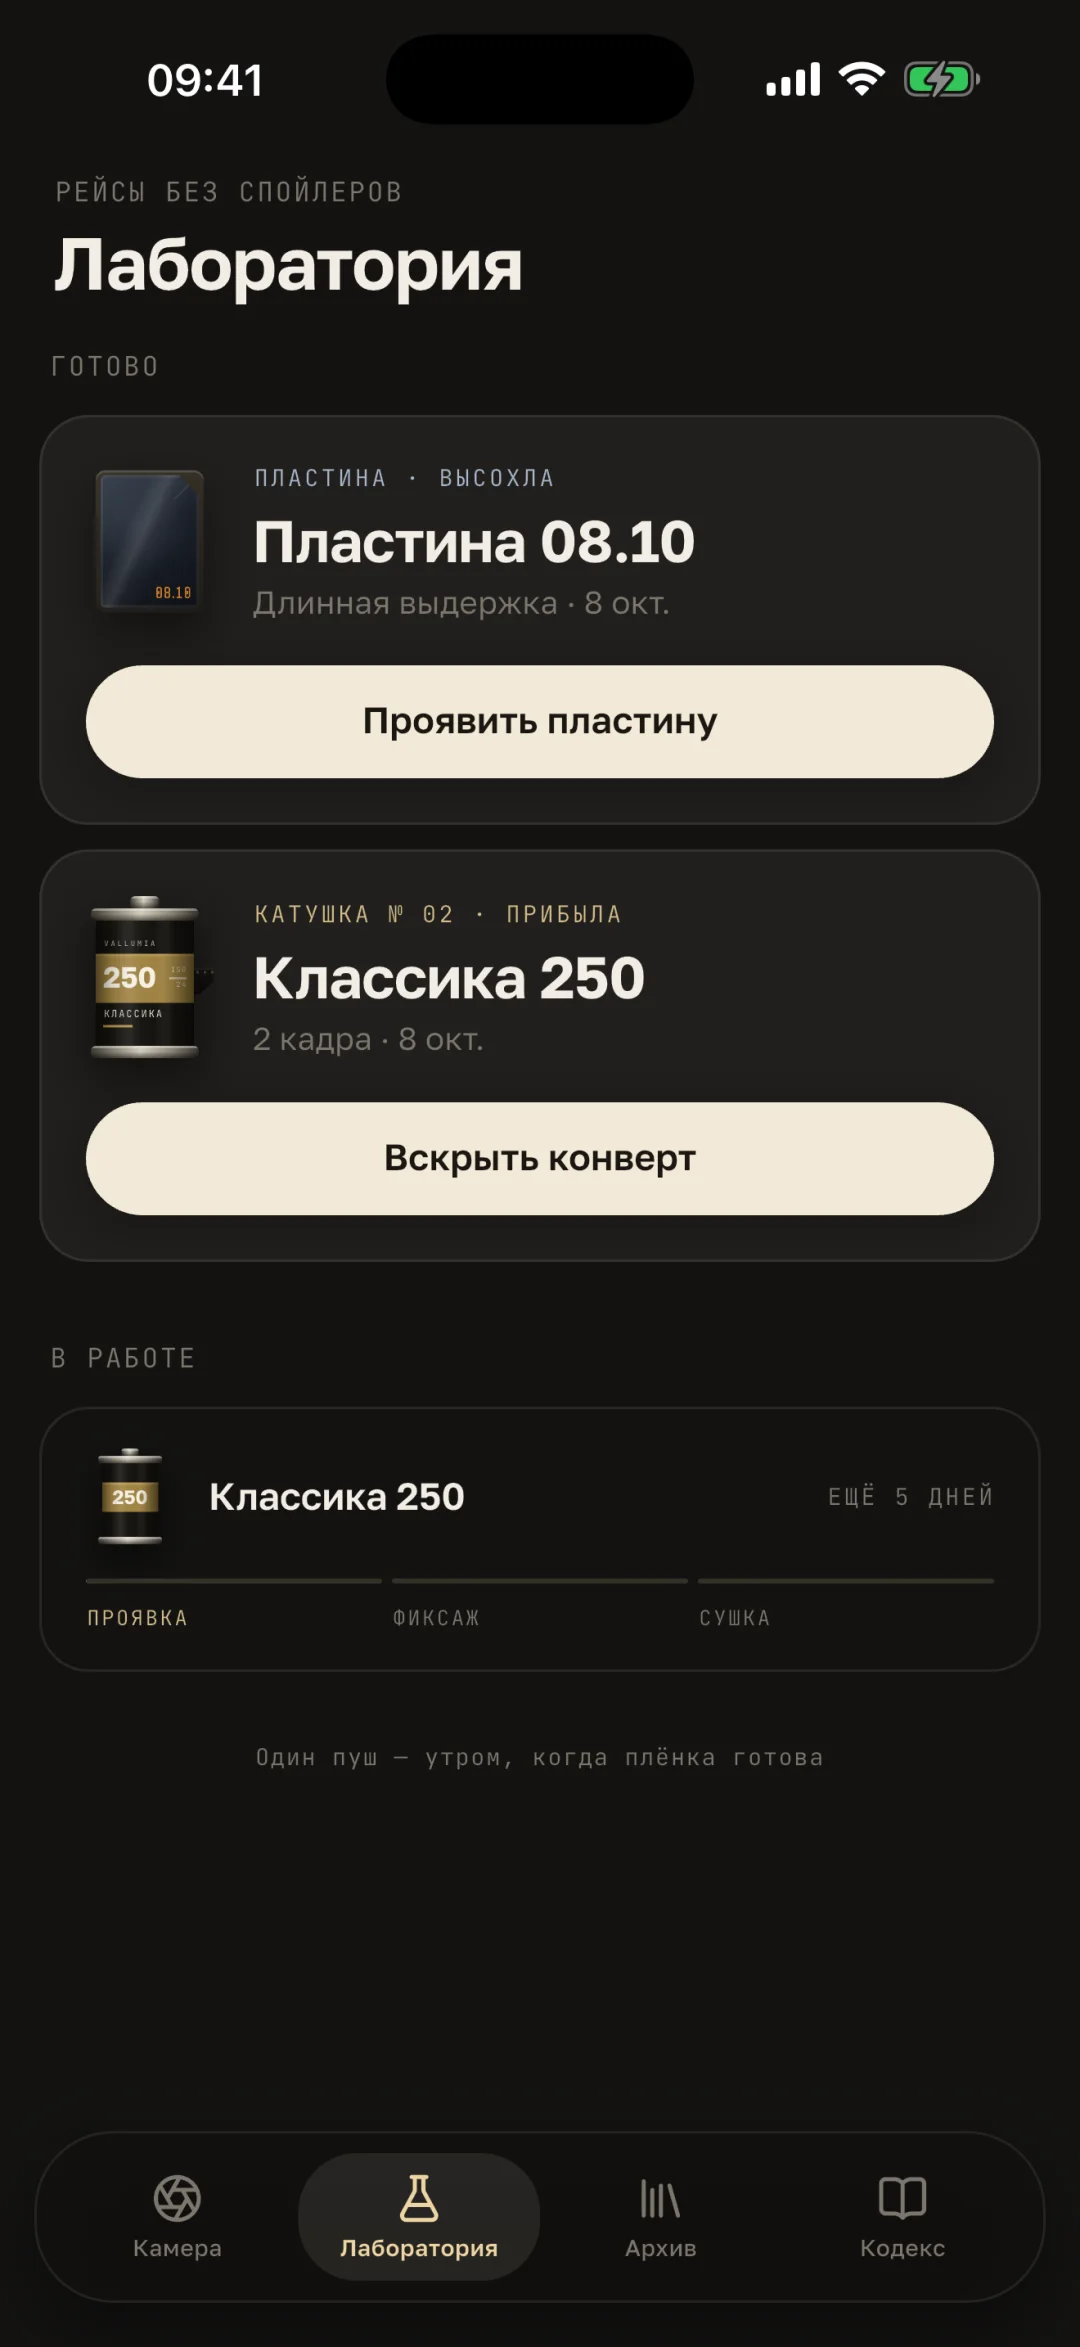 09:41
РЕЙСЫ БЕЗ СПОЙЛЕРОВ
Лаборатория
ГОТОВО
ПЛАСТИНА · ВЫСОХЛА
Пластина 08.10
Длинная выдержка · 8 окт.
08.10
Проявить пластину
КАТУШКА № 02 · ПРИБЫЛА
Классика 250
2 кадра · 8 окт.
VALLUMIA
250
КЛАССИКА
Вскрыть конверт
В РАБОТЕ
250
Классика 250
ЕЩЁ 5 ДНЕЙ
ПРОЯВКА
ФИКСАЖ
СУШКА
Один пуш — утром, когда плёнка готова
Камера
Лаборатория
Архив
Кодекс